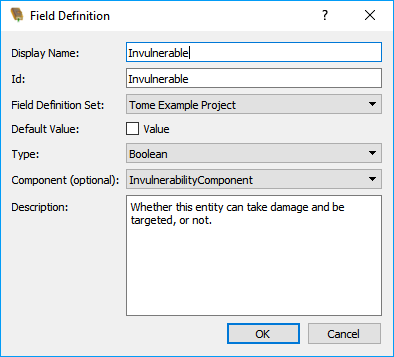 Field Definition
Display Name: Invulnerable
Id: Invulnerable
Field Definition Set: Tome Example Project
Default Value: Value
Type: Boolean
Component (optional): InvulnerabilityComponent
Description: Whether this entity can take damage and be
targeted, or not.
OK Cancel